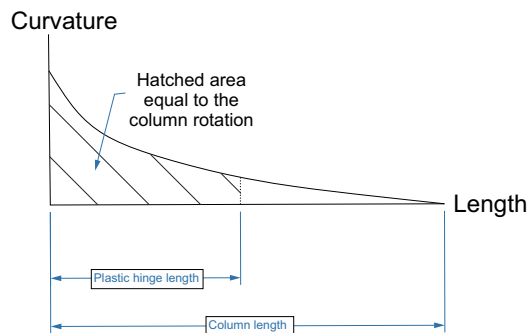 Curvature
Hatched area
equal to the
column rotation
Length
Plastic hinge length
Column length